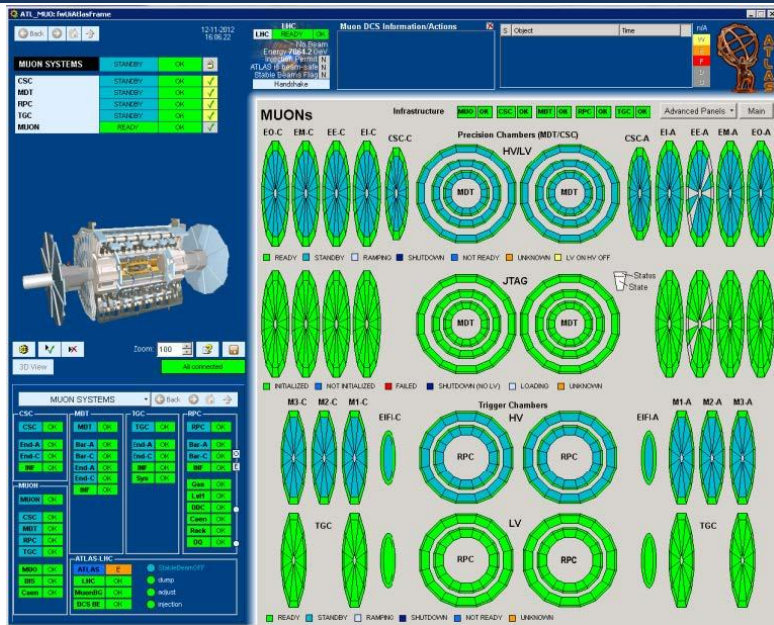 ATL_MUO: fwUiAtlasFrame
Back
12-11-2012
16:06:22
LHC
LHC READY OK
No Beam
Injection Permit N
ATLAS is beam-safe N
Stable Beams Flag N
Handshake
Muon DCS Information/Actions
S Object Time
n/A
W
E
F
ATLAS
MUON SYSTEMS STANDBY OK
CSC STANDBY OK
MDT STANDBY OK
RPC STANDBY OK
TGC STANDBY OK
MUON READY OK
MUONs
Infrastructure MUO OK CSC OK MDT OK RPC OK TGC OK Advanced Panels Main
EO-C EM-C EE-C EI-C CSC-C Precision Chambers (MDT/CSC) CSC-A EI-A EE-A EM-A EO-A
HV/LV
MDT MDT
READY STANDBY RAMPING SHUTDOWN NOT READY UNKNOWN LV ON HV OFF
JTAG
Status
State
MDT MDT
INITIALIZED NOT INITIALIZED FAILED SHUTDOWN (NO LV) LOADING UNKNOWN
Zoom: 100
3D View All connected
MUON SYSTEMS Back
CSC
CSC OK
End-A OK
End-C OK
INF OK
MDT
MDT OK
Bar-A OK
Bar-C OK
End-A OK
End-C OK
INF OK
TGC
TGC OK
End-A OK
End-C OK
INF OK
Sys OK
RPC
RPC OK
Bar-A OK
Bar-C OK
INF OK
Gas OK
Lvl1 OK
DDC OK
Caen OK
Rack OK
DQ OK
O
E
MUON
MUON OK
CSC OK
MDT OK
RPC OK
TGC OK
MUO OK
DIS OK
Caen OK
ATLAS-LHC
ATLAS E StableBeamOFF
LHC OK dump
MuonBIG OK adjust
DCS BE OK injection
Trigger Chambers
M3-C M2-C M1-C EIFI-C HV EIFI-A M1-A M2-A M3-A
RPC RPC
TGC LV TGC
RPC RPC
READY STANDBY RAMPING SHUTDOWN NOT READY UNKNOWN